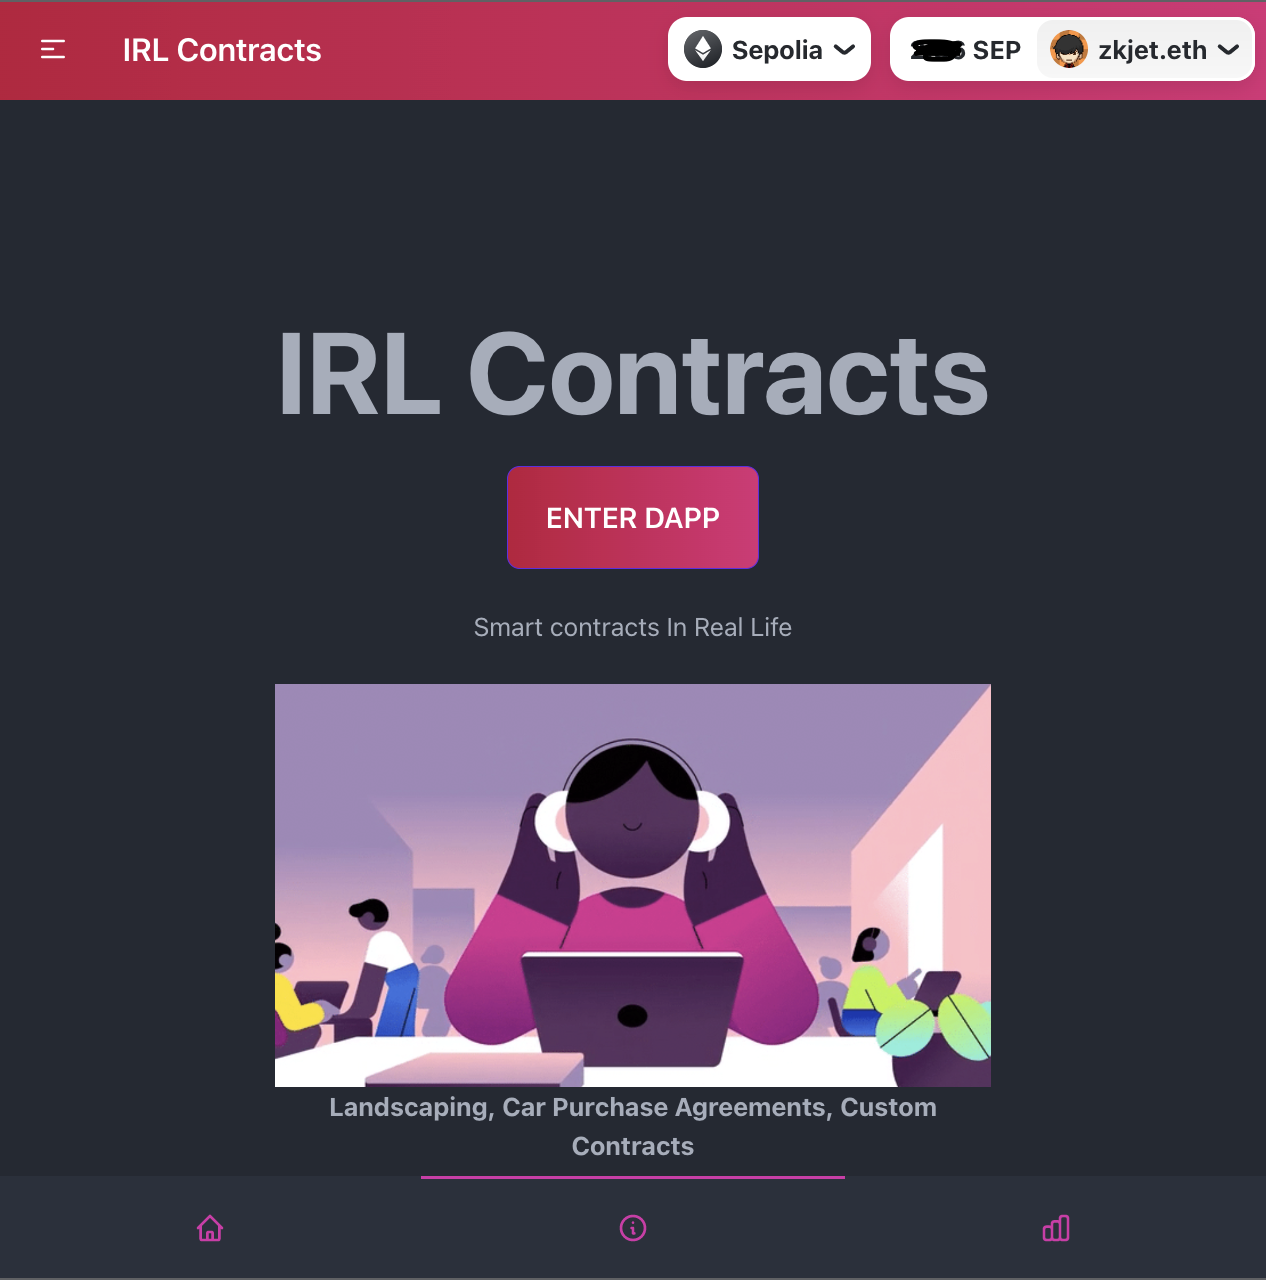 IRL Contracts
Sepolia
SEP
zkjet.eth
IRL Contracts
ENTER DAPP
Smart contracts In Real Life
Landscaping, Car Purchase Agreements, Custom
Contracts